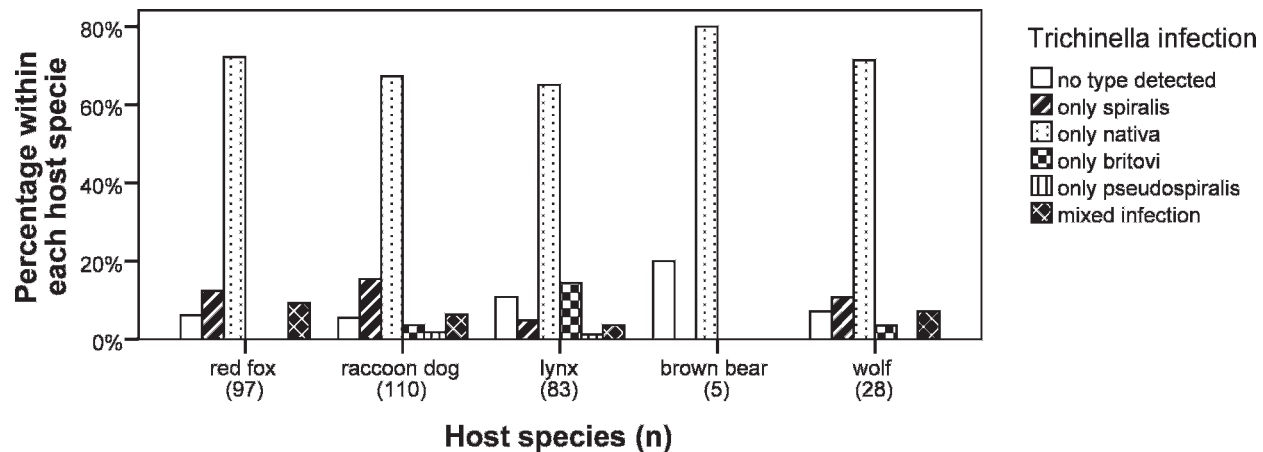 Percentage within
each host specie
80%
60%
40%
20%
0%
red fox
(97)
raccoon dog
(110)
lynx
(83)
brown bear
(5)
wolf
(28)
Host species (n)
Trichinella infection
no type detected
only spiralis
only nativa
only britovi
only pseudospiralis
mixed infection